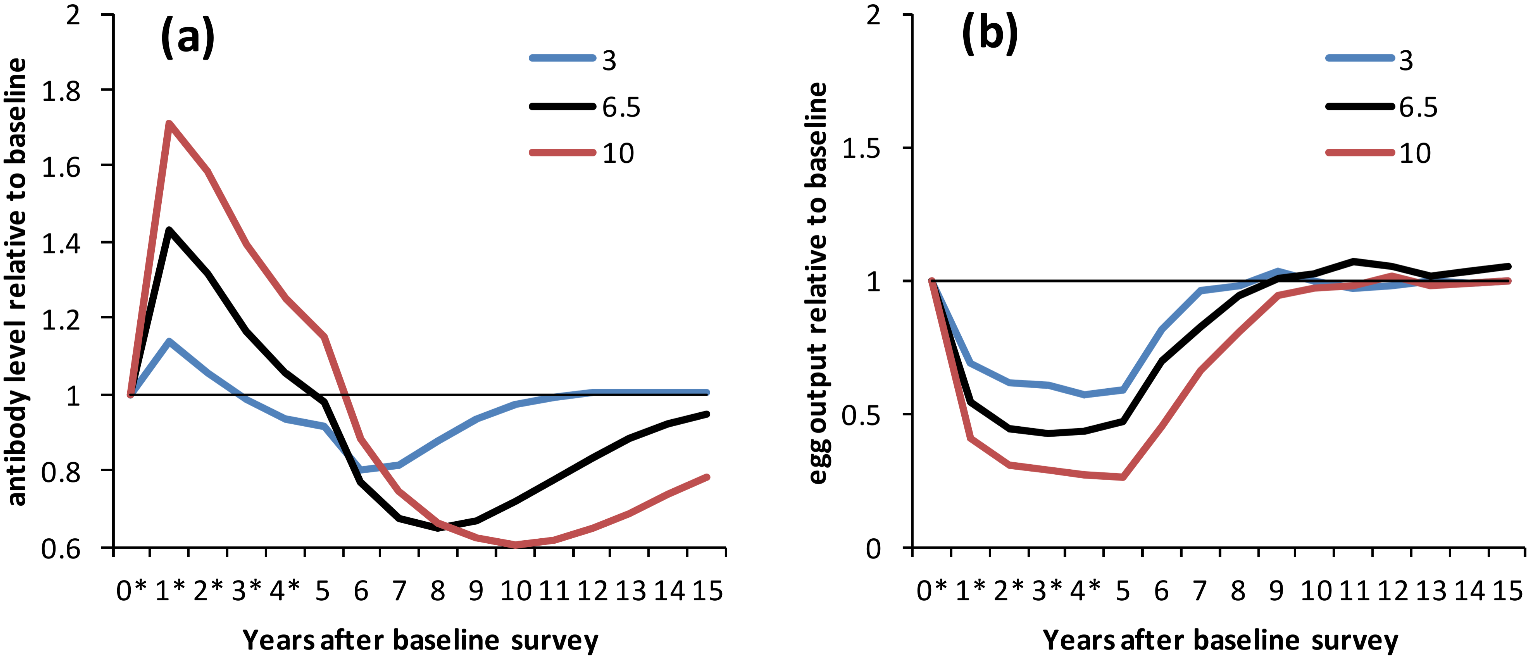 (a)
antibody level relative to baseline
2
1.8
1.6
1.4
1.2
1
0.8
0.6
3
6.5
10
0* 1* 2* 3* 4* 5 6 7 8 9 10 11 12 13 14 15
Years after baseline survey
(b)
egg output relative to baseline
2
1.5
1
0.5
0
3
6.5
10
0* 1* 2* 3* 4* 5 6 7 8 9 10 11 12 13 14 15
Years after baseline survey